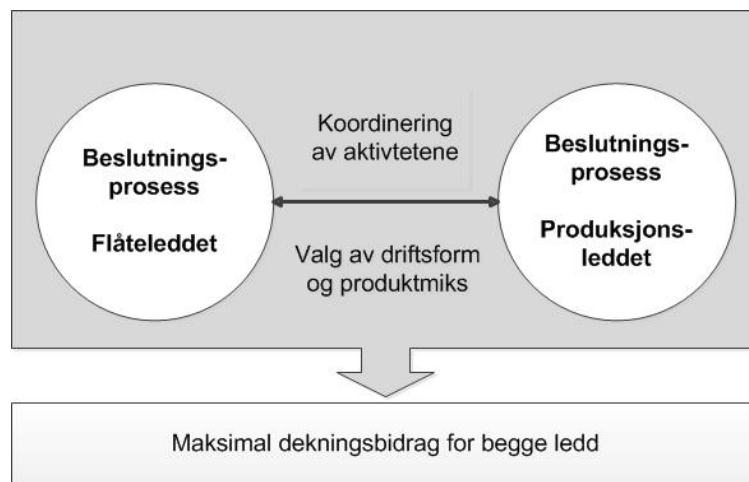 Beslutnings-
prosess
Flåteleddet
Koordinering
av aktivtetene
Valg av driftsform
og produktmiks
Beslutnings-
prosess
Produksjons-
leddet
Maksimal dekningsbidrag for begge ledd